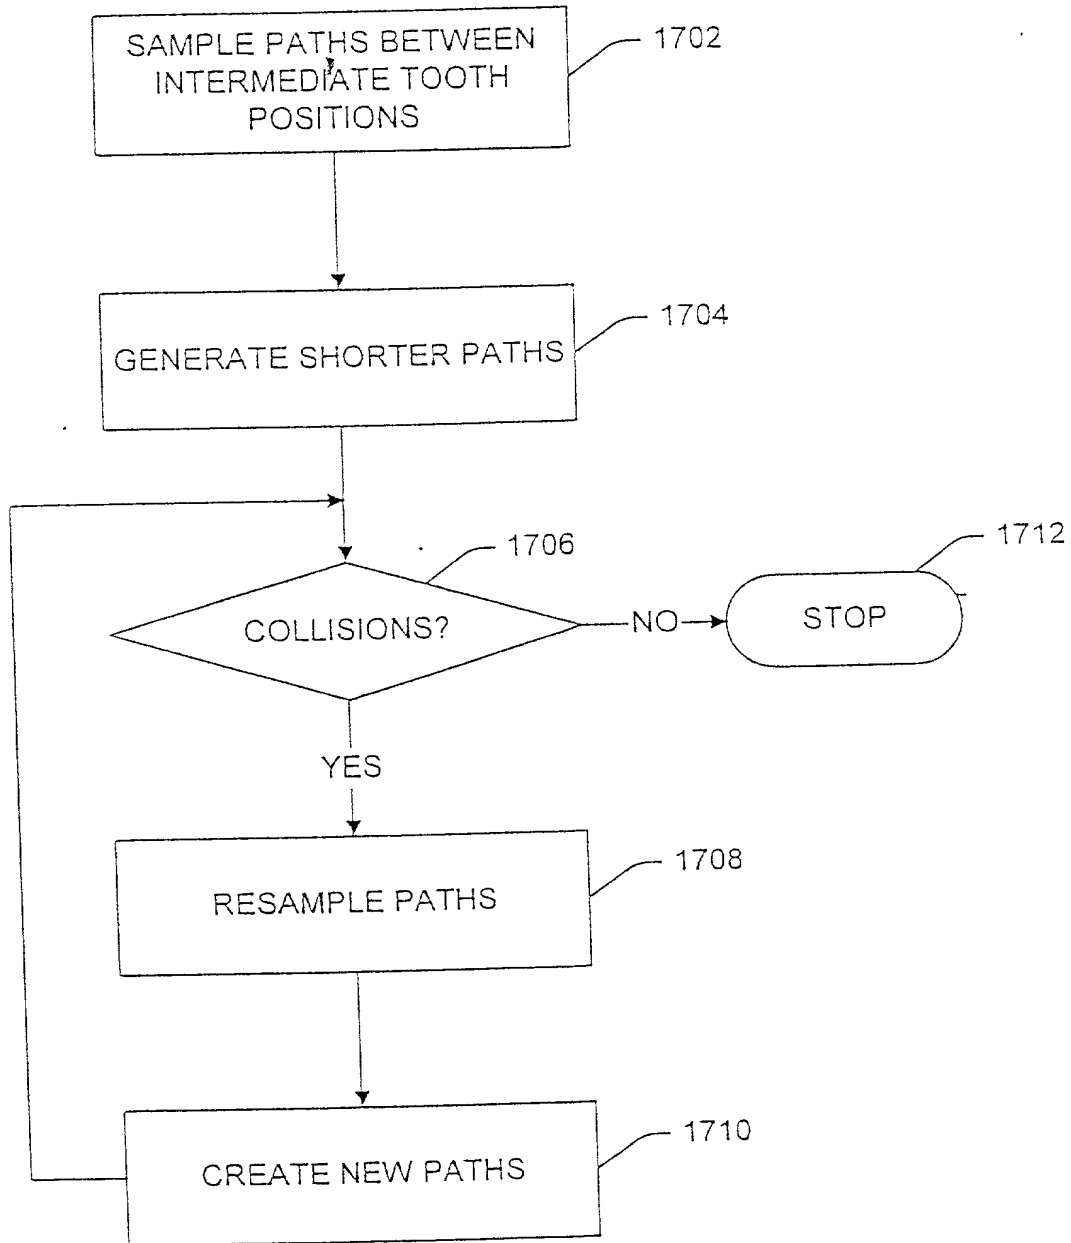 SAMPLE PATHS BETWEEN
INTERMEDIATE TOOTH
POSITIONS
1702
GENERATE SHORTER PATHS
1704
COLLISIONS?
1706
NO
STOP
1712
YES
RESAMPLE PATHS
1708
CREATE NEW PATHS
1710